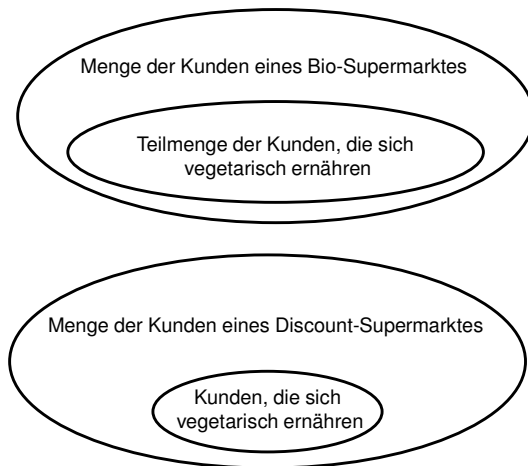 Menge der Kunden eines Bio-Supermarktes
Teilmenge der Kunden, die sich
vegetarisch ernähren
Menge der Kunden eines Discount-Supermarktes
Kunden, die sich
vegetarisch ernähren